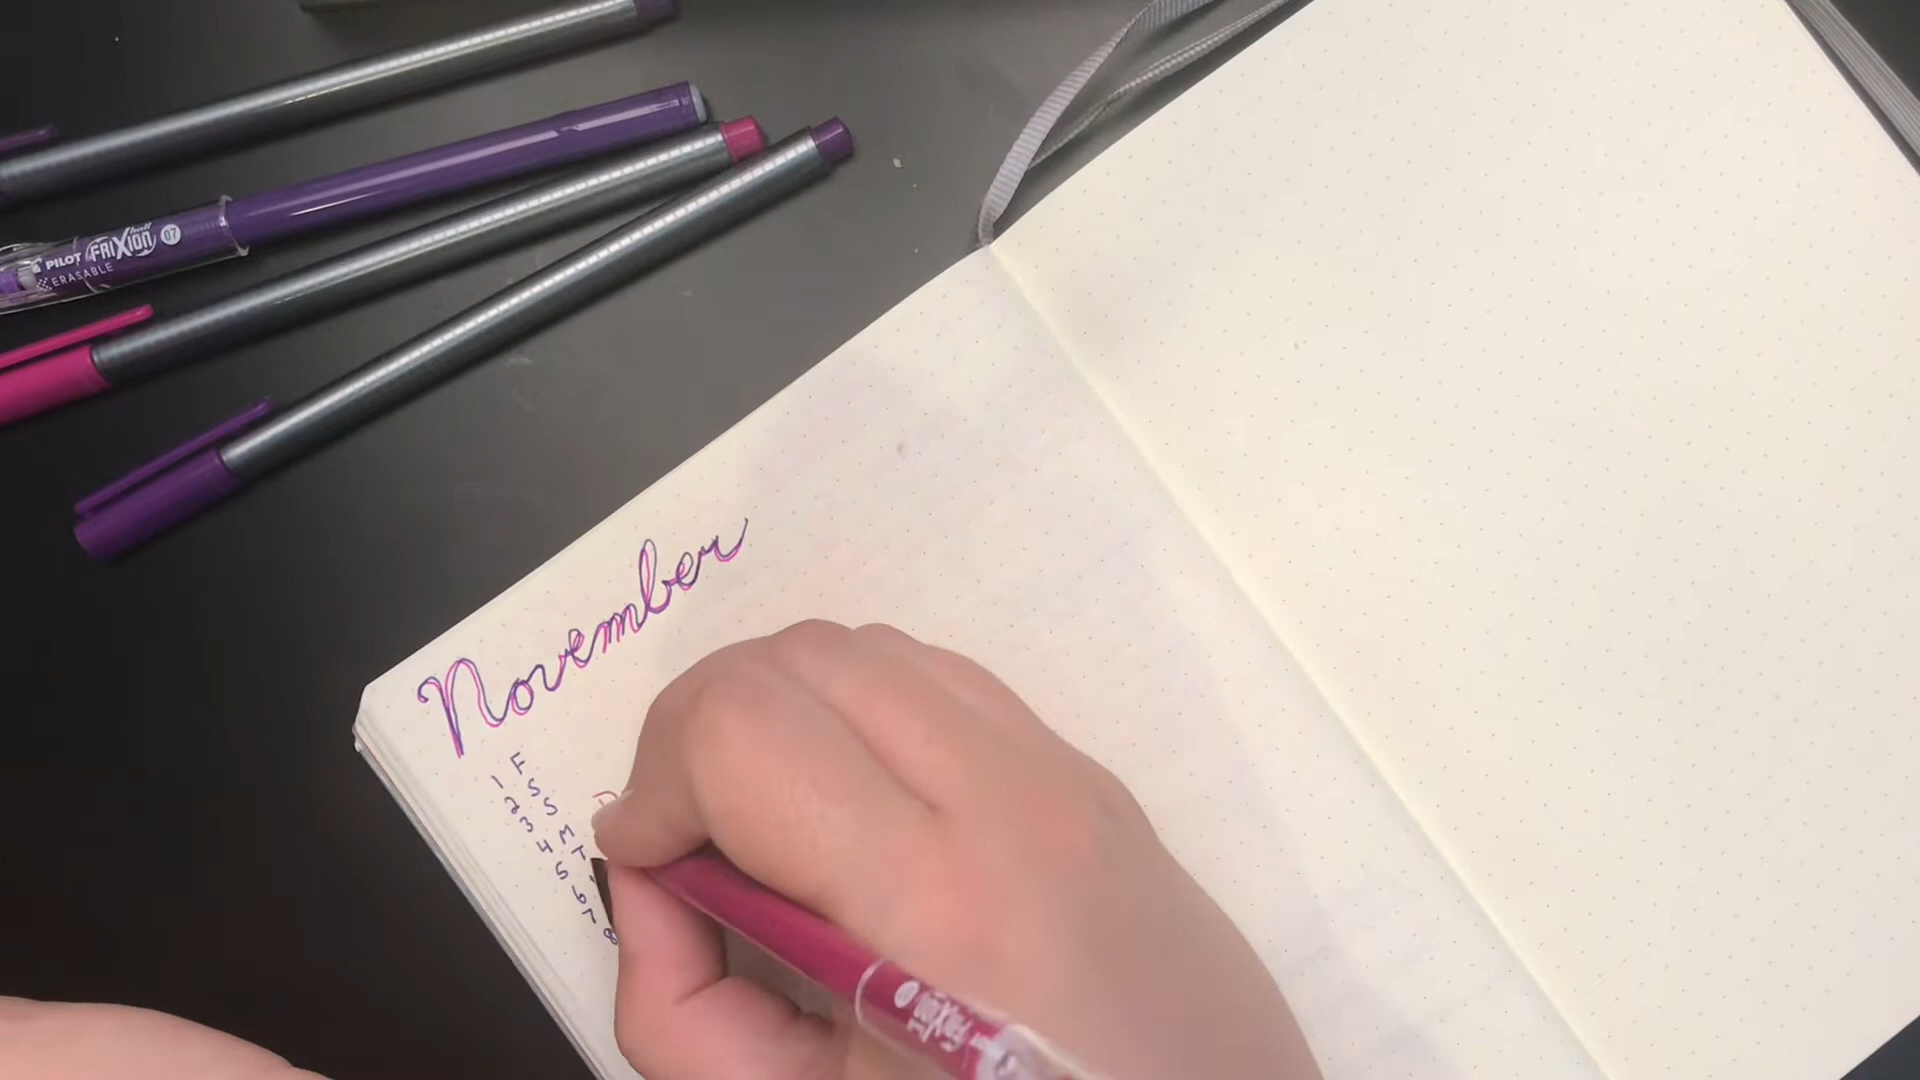 PILOT FRIXION ball 07
ERASABLE
November
1 F
2 S
3 S
4 M
5 T
6
7
8
D
FRIXION